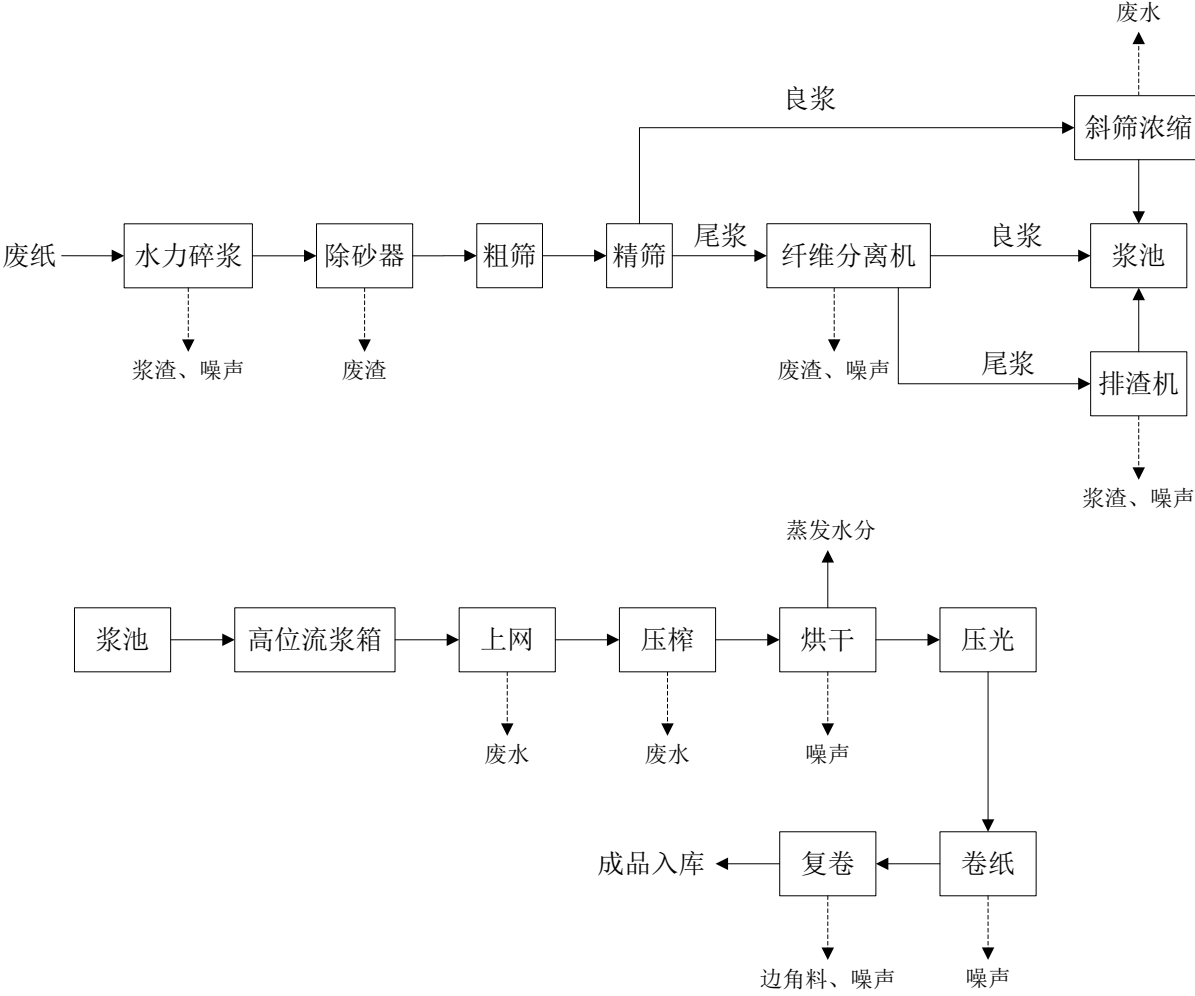 废水
良浆
斜筛浓缩
废纸
水力碎浆
除砂器
粗筛
精筛
尾浆
纤维分离机
良浆
浆池
浆渣、噪声
废渣
废渣、噪声
尾浆
排渣机
浆渣、噪声
蒸发水分
浆池
高位流浆箱
上网
压榨
烘干
压光
废水
废水
噪声
成品入库
复卷
卷纸
边角料、噪声
噪声